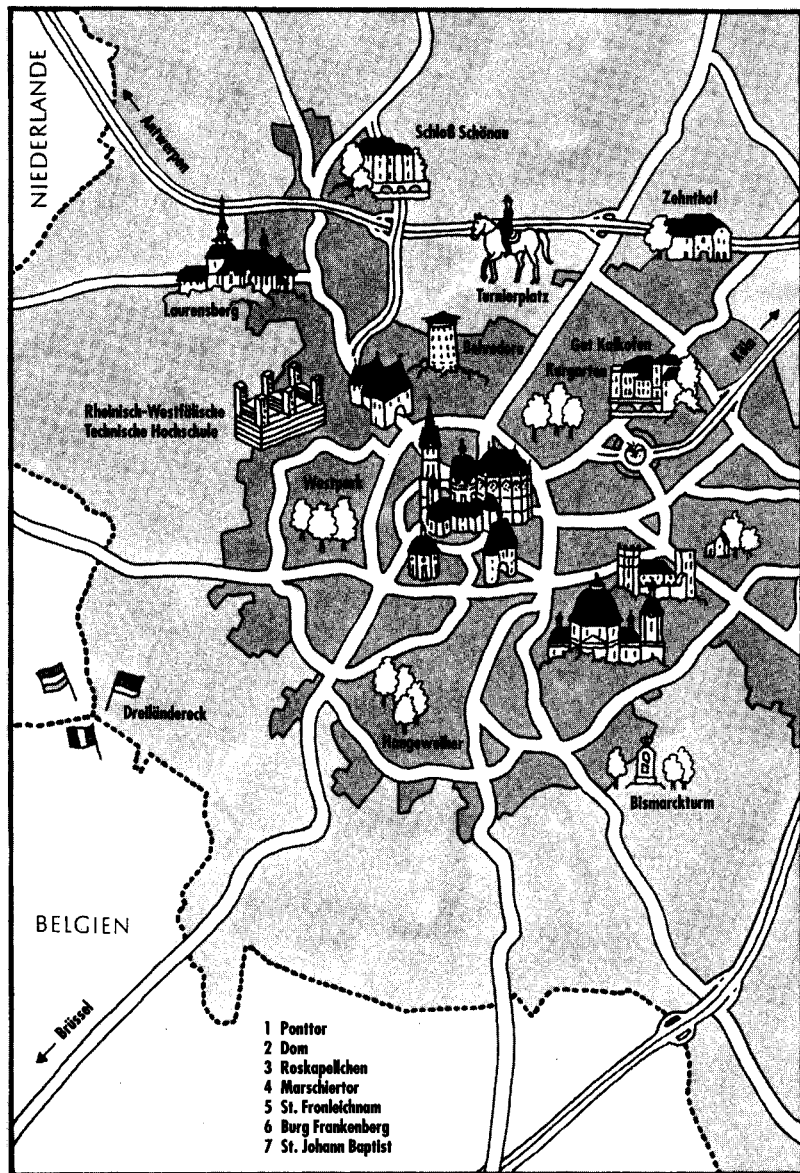 NIEDERLANDE
Antwerpen
Schloß Schönau
Zehnthof
Turnierplatz
Laurensberg
Belvedere
Gut Kalkofen
Kurgarten
Köln
Rheinisch-Westfälische
Technische Hochschule
Westpark
Dreiländereck
Hangeweiher
Bismarckturm
BELGIEN
Brüssel
1 Ponttor
2 Dom
3 Roskapellchen
4 Marschiertor
5 St. Fronleichnam
6 Burg Frankenberg
7 St. Johann Baptist